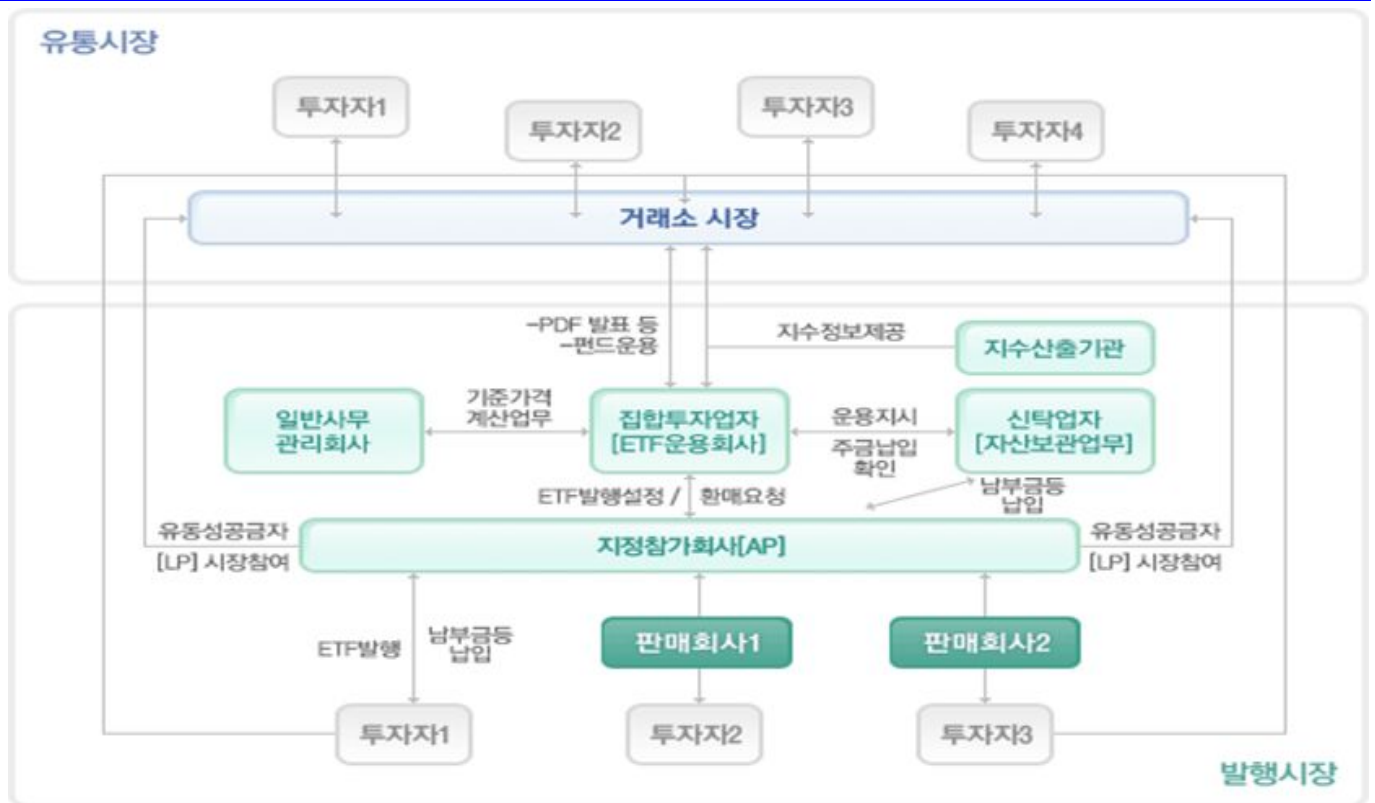 유통시장
투자자1
투자자2
투자자3
투자자4
거래소 시장
-PDF 발표 등
-펀드운용
지수정보제공
지수산출기관
일반사무
관리회사
기준가격
계산업무
집합투자업자
[ETF운용회사]
운용지시
주금납입
확인
신탁업자
[자산보관업무]
ETF발행설정 / 환매요청
남부금등
납입
유동성공급자
[LP] 시장참여
지정참가회사[AP]
유동성공급자
[LP] 시장참여
ETF발행
남부금등
납입
판매회사1
판매회사2
투자자1
투자자2
투자자3
발행시장